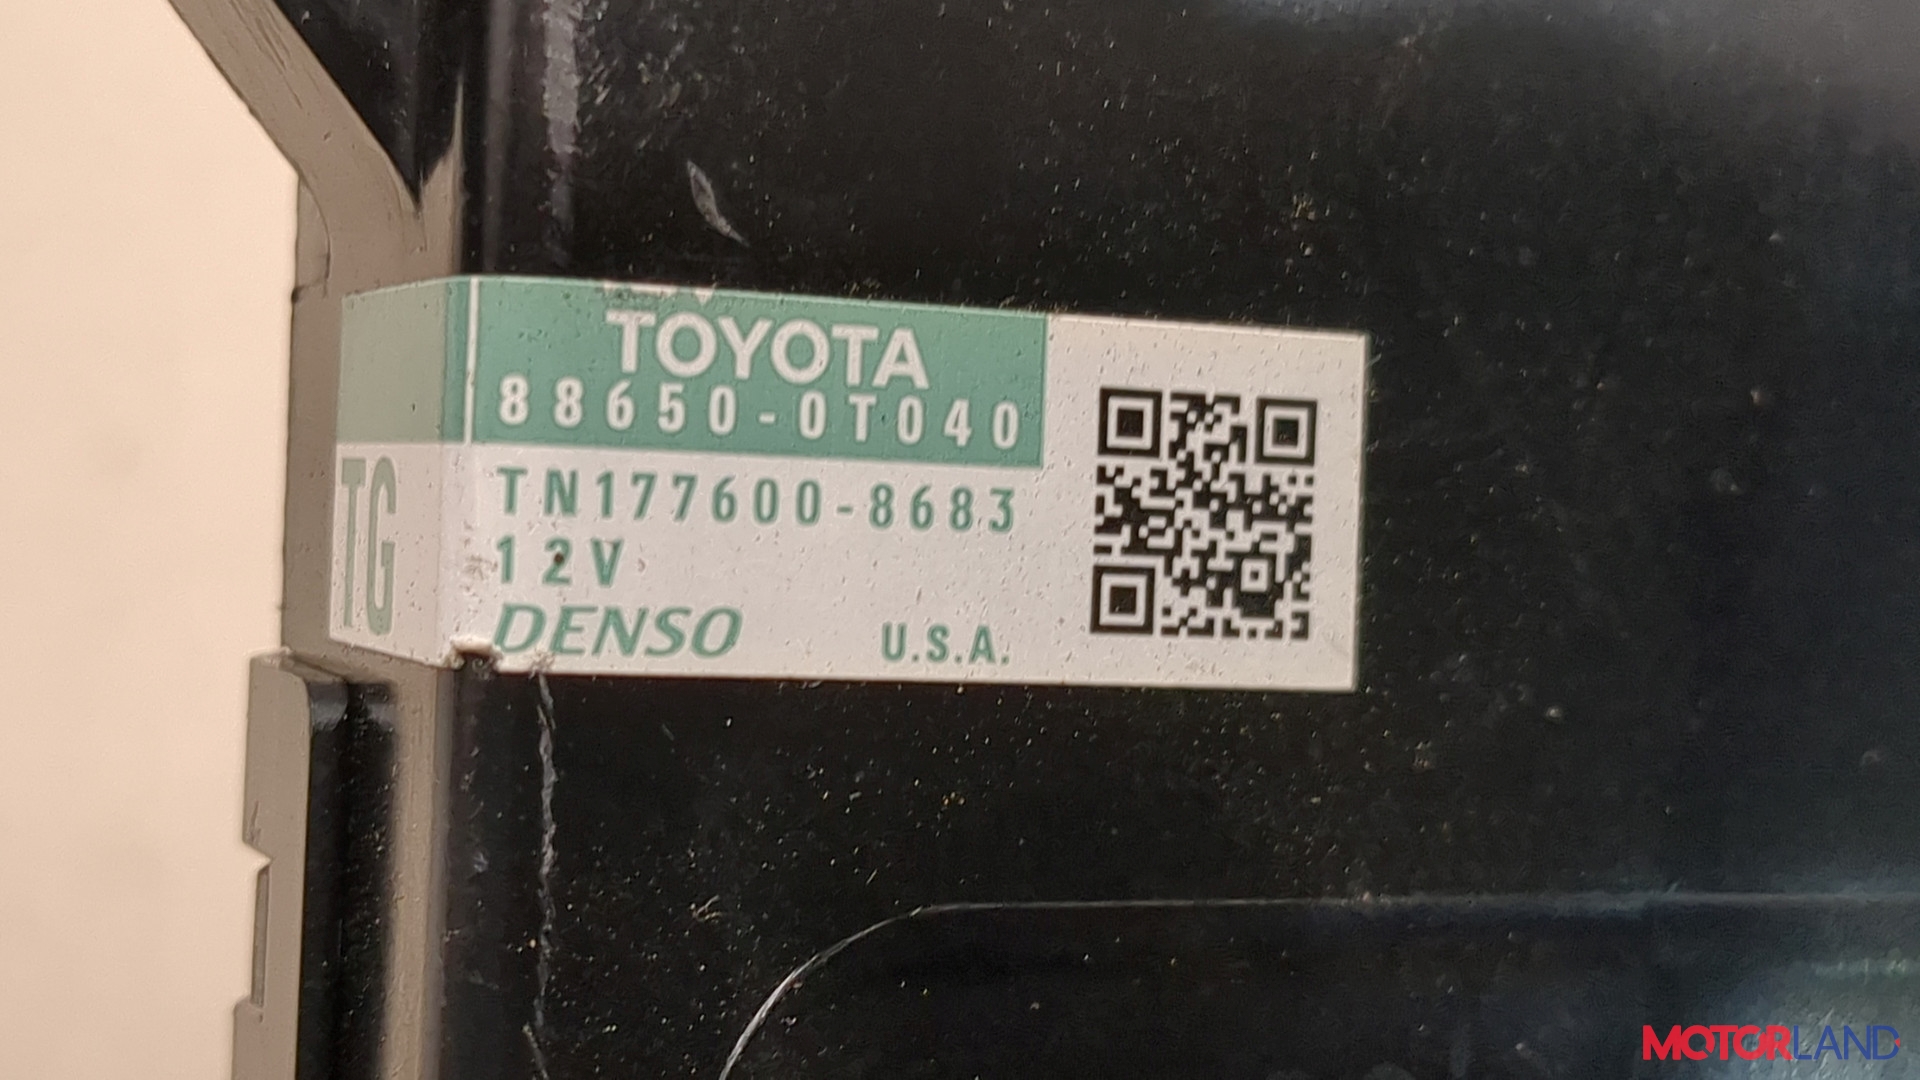 TOYOTA
88650-0T040
TG
TN177600-8683
12V
DENSO U.S.A.
MOTORLAND